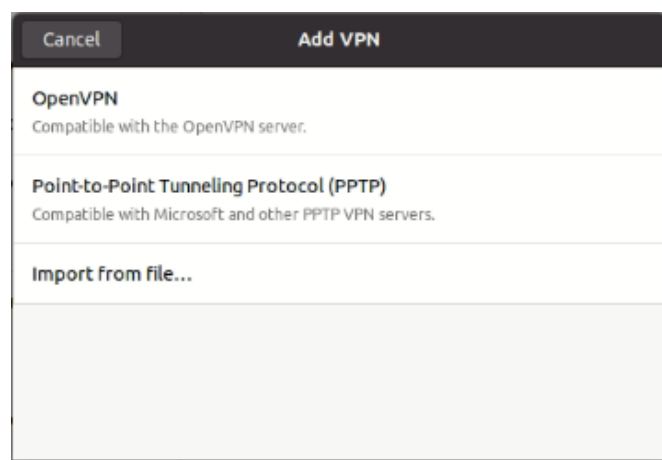 Cancel
Add VPN
OpenVPN
Compatible with the OpenVPN server.
Point-to-Point Tunneling Protocol (PPTP)
Compatible with Microsoft and other PPTP VPN servers.
Import from file...